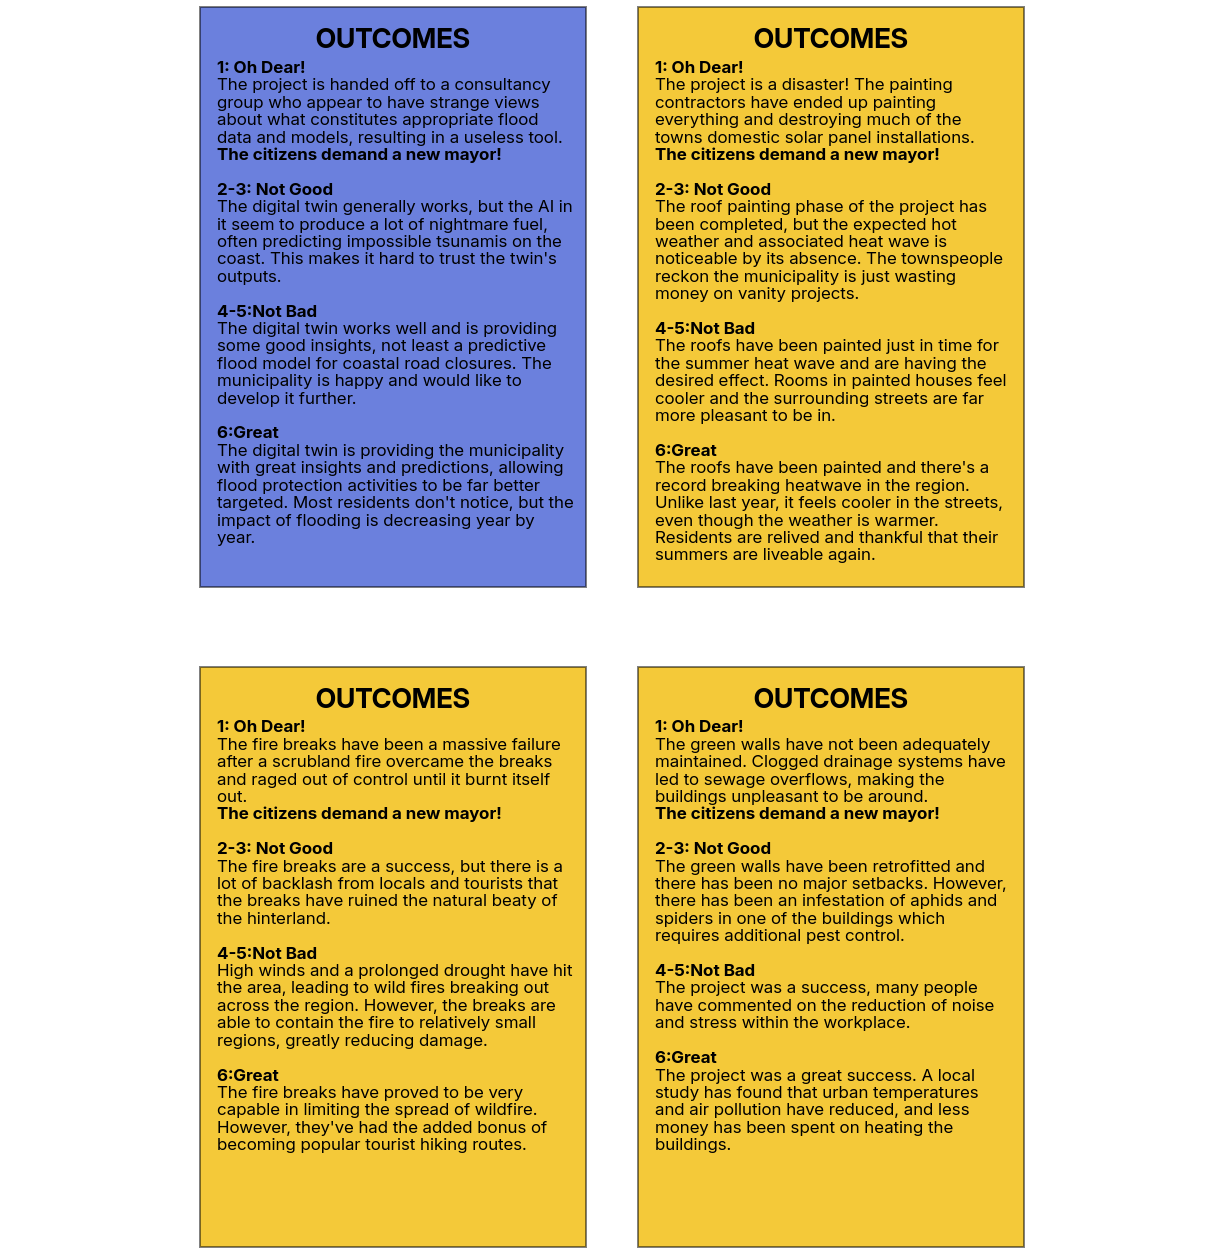 OUTCOMES
1: Oh Dear!
The project is handed off to a consultancy
group who appear to have strange views
about what constitutes appropriate flood
data and models, resulting in a useless tool.
The citizens demand a new mayor!
2-3: Not Good
The digital twin generally works, but the AI in
it seem to produce a lot of nightmare fuel,
often predicting impossible tsunamis on the
coast. This makes it hard to trust the twin's
outputs.
4-5:Not Bad
The digital twin works well and is providing
some good insights, not least a predictive
flood model for coastal road closures. The
municipality is happy and would like to
develop it further.
6:Great
The digital twin is providing the municipality
with great insights and predictions, allowing
flood protection activities to be far better
targeted. Most residents don't notice, but the
impact of flooding is decreasing year by
year.
OUTCOMES
1: Oh Dear!
The project is a disaster! The painting
contractors have ended up painting
everything and destroying much of the
towns domestic solar panel installations.
The citizens demand a new mayor!
2-3: Not Good
The roof painting phase of the project has
been completed, but the expected hot
weather and associated heat wave is
noticeable by its absence. The townspeople
reckon the municipality is just wasting
money on vanity projects.
4-5:Not Bad
The roofs have been painted just in time for
the summer heat wave and are having the
desired effect. Rooms in painted houses feel
cooler and the surrounding streets are far
more pleasant to be in.
6:Great
The roofs have been painted and there's a
record breaking heatwave in the region.
Unlike last year, it feels cooler in the streets,
even though the weather is warmer.
Residents are relived and thankful that their
summers are liveable again.
OUTCOMES
1: Oh Dear!
The fire breaks have been a massive failure
after a scrubland fire overcame the breaks
and raged out of control until it burnt itself
out.
The citizens demand a new mayor!
2-3: Not Good
The fire breaks are a success, but there is a
lot of backlash from locals and tourists that
the breaks have ruined the natural beaty of
the hinterland.
4-5:Not Bad
High winds and a prolonged drought have hit
the area, leading to wild fires breaking out
across the region. However, the breaks are
able to contain the fire to relatively small
regions, greatly reducing damage.
6:Great
The fire breaks have proved to be very
capable in limiting the spread of wildfire.
However, they've had the added bonus of
becoming popular tourist hiking routes.
OUTCOMES
1: Oh Dear!
The green walls have not been adequately
maintained. Clogged drainage systems have
led to sewage overflows, making the
buildings unpleasant to be around.
The citizens demand a new mayor!
2-3: Not Good
The green walls have been retrofitted and
there has been no major setbacks. However,
there has been an infestation of aphids and
spiders in one of the buildings which
requires additional pest control.
4-5:Not Bad
The project was a success, many people
have commented on the reduction of noise
and stress within the workplace.
6:Great
The project was a great success. A local
study has found that urban temperatures
and air pollution have reduced, and less
money has been spent on heating the
buildings.